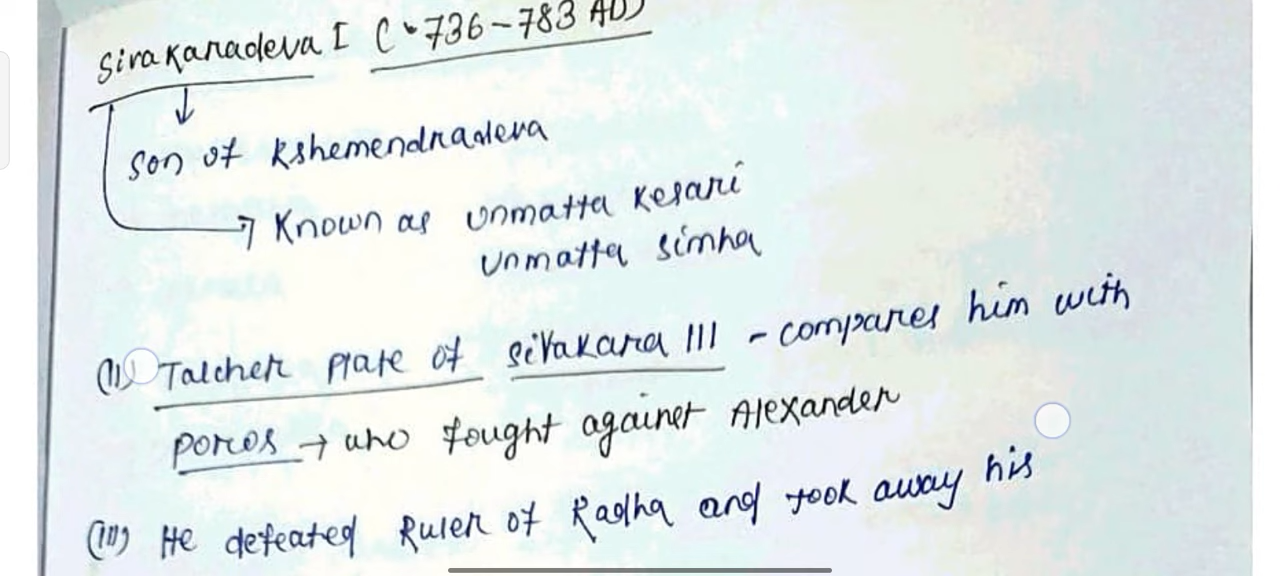 Sivakaradeva I (C. 736-783 AD)
Son of Kshemendradeva
→ Known as Unmatta Kesari
Unmatta Simha
(ii) Talcher Plate of Sivakara III - compares him with
poros → who fought against Alexander
(iii) He defeated Ruler of Radha and took away his